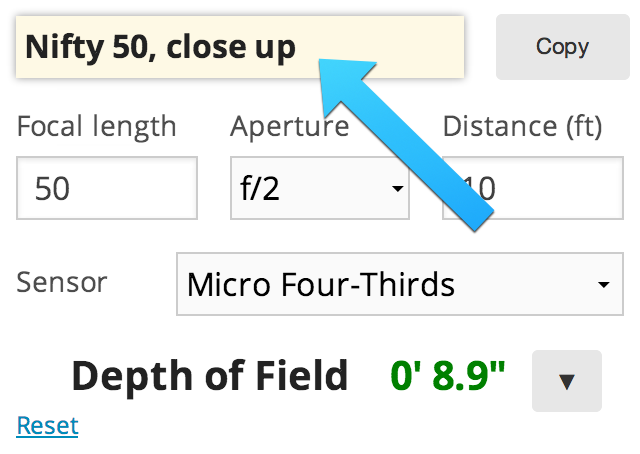 Nifty 50, close up
Copy
Focal length
Aperture
Distance (ft)
50
f/2
10
Sensor
Micro Four-Thirds
Depth of Field
0' 8.9"
▼
Reset